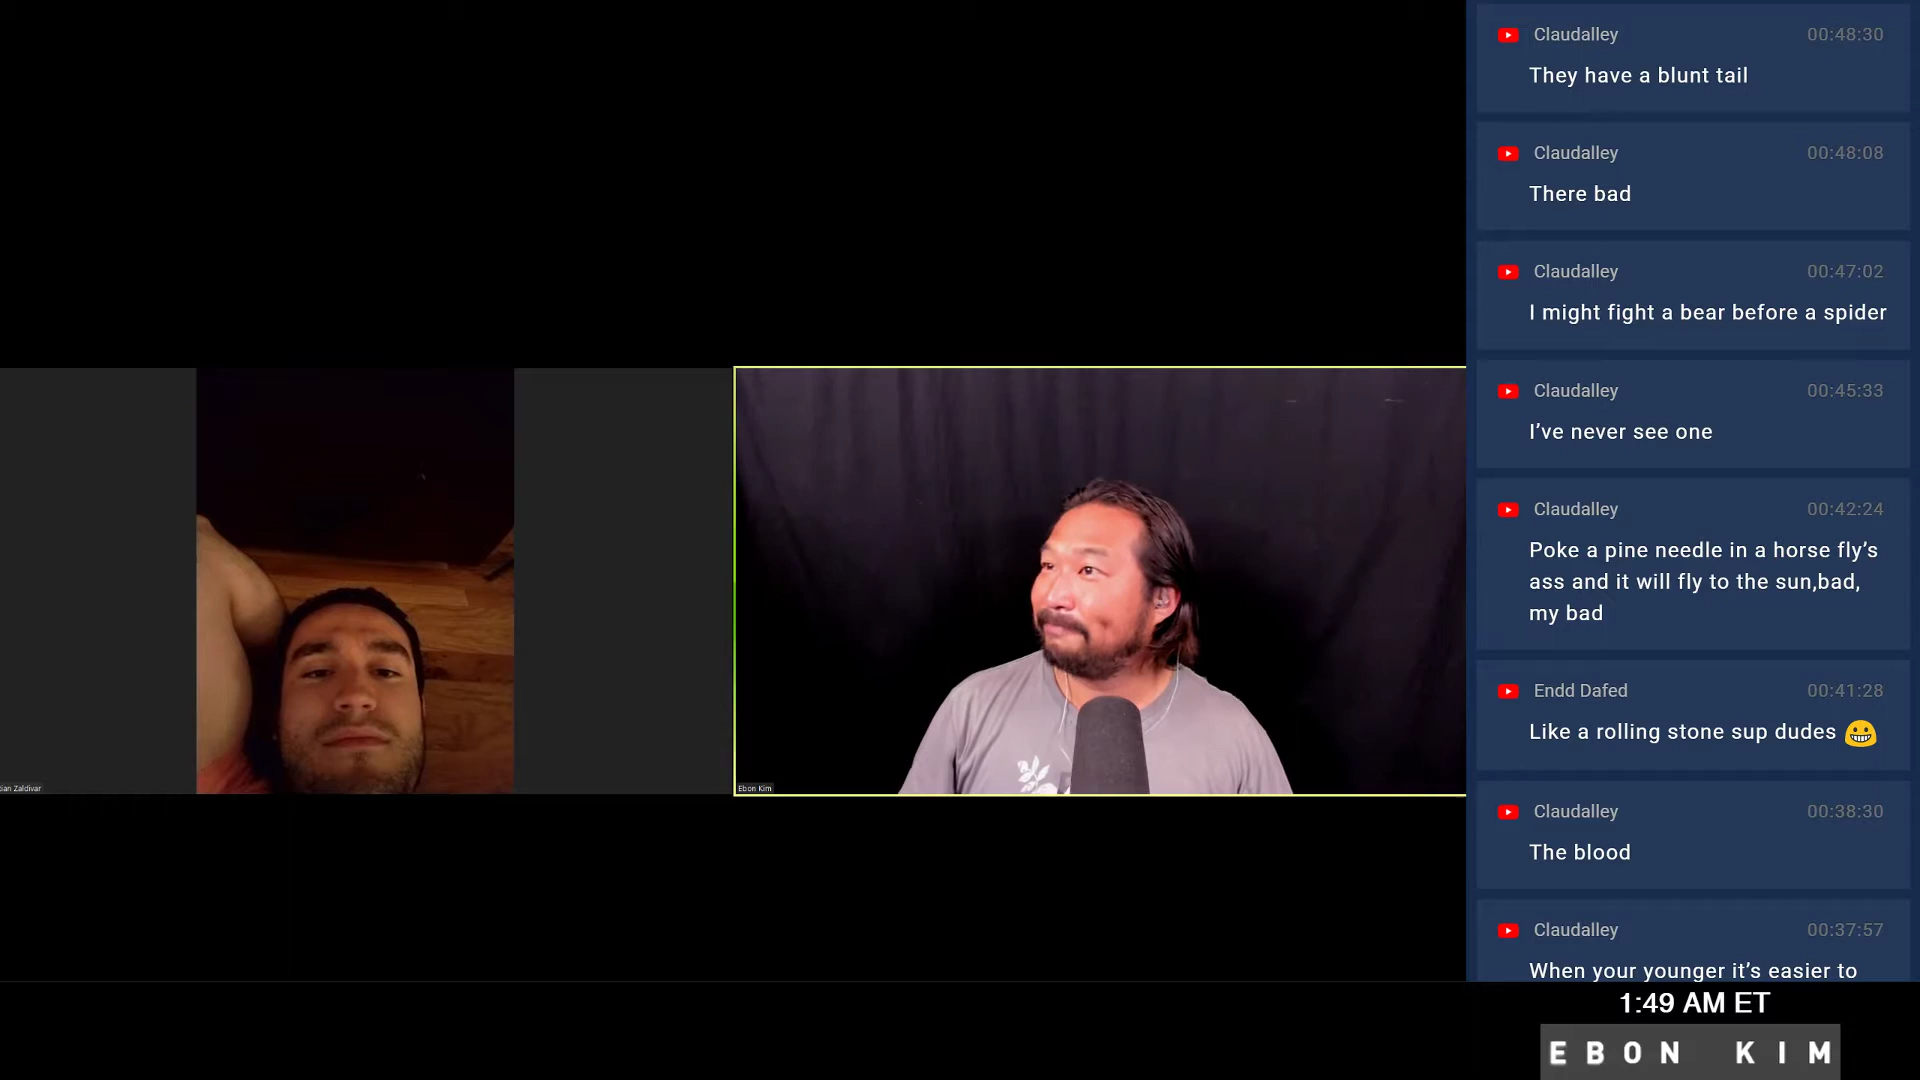 Claudalley 00:48:30
They have a blunt tail
Claudalley 00:48:08
There bad
Claudalley 00:47:02
I might fight a bear before a spider
Claudalley 00:45:33
I’ve never see one
Claudalley 00:42:24
Poke a pine needle in a horse fly’s
ass and it will fly to the sun,bad,
my bad
Endd Dafed 00:41:28
Like a rolling stone sup dudes 😀
Claudalley 00:38:30
The blood
Claudalley 00:37:57
When your younger it’s easier to
Zaldivar
Ebon Kim
1:49 AM ET
EBON KIM